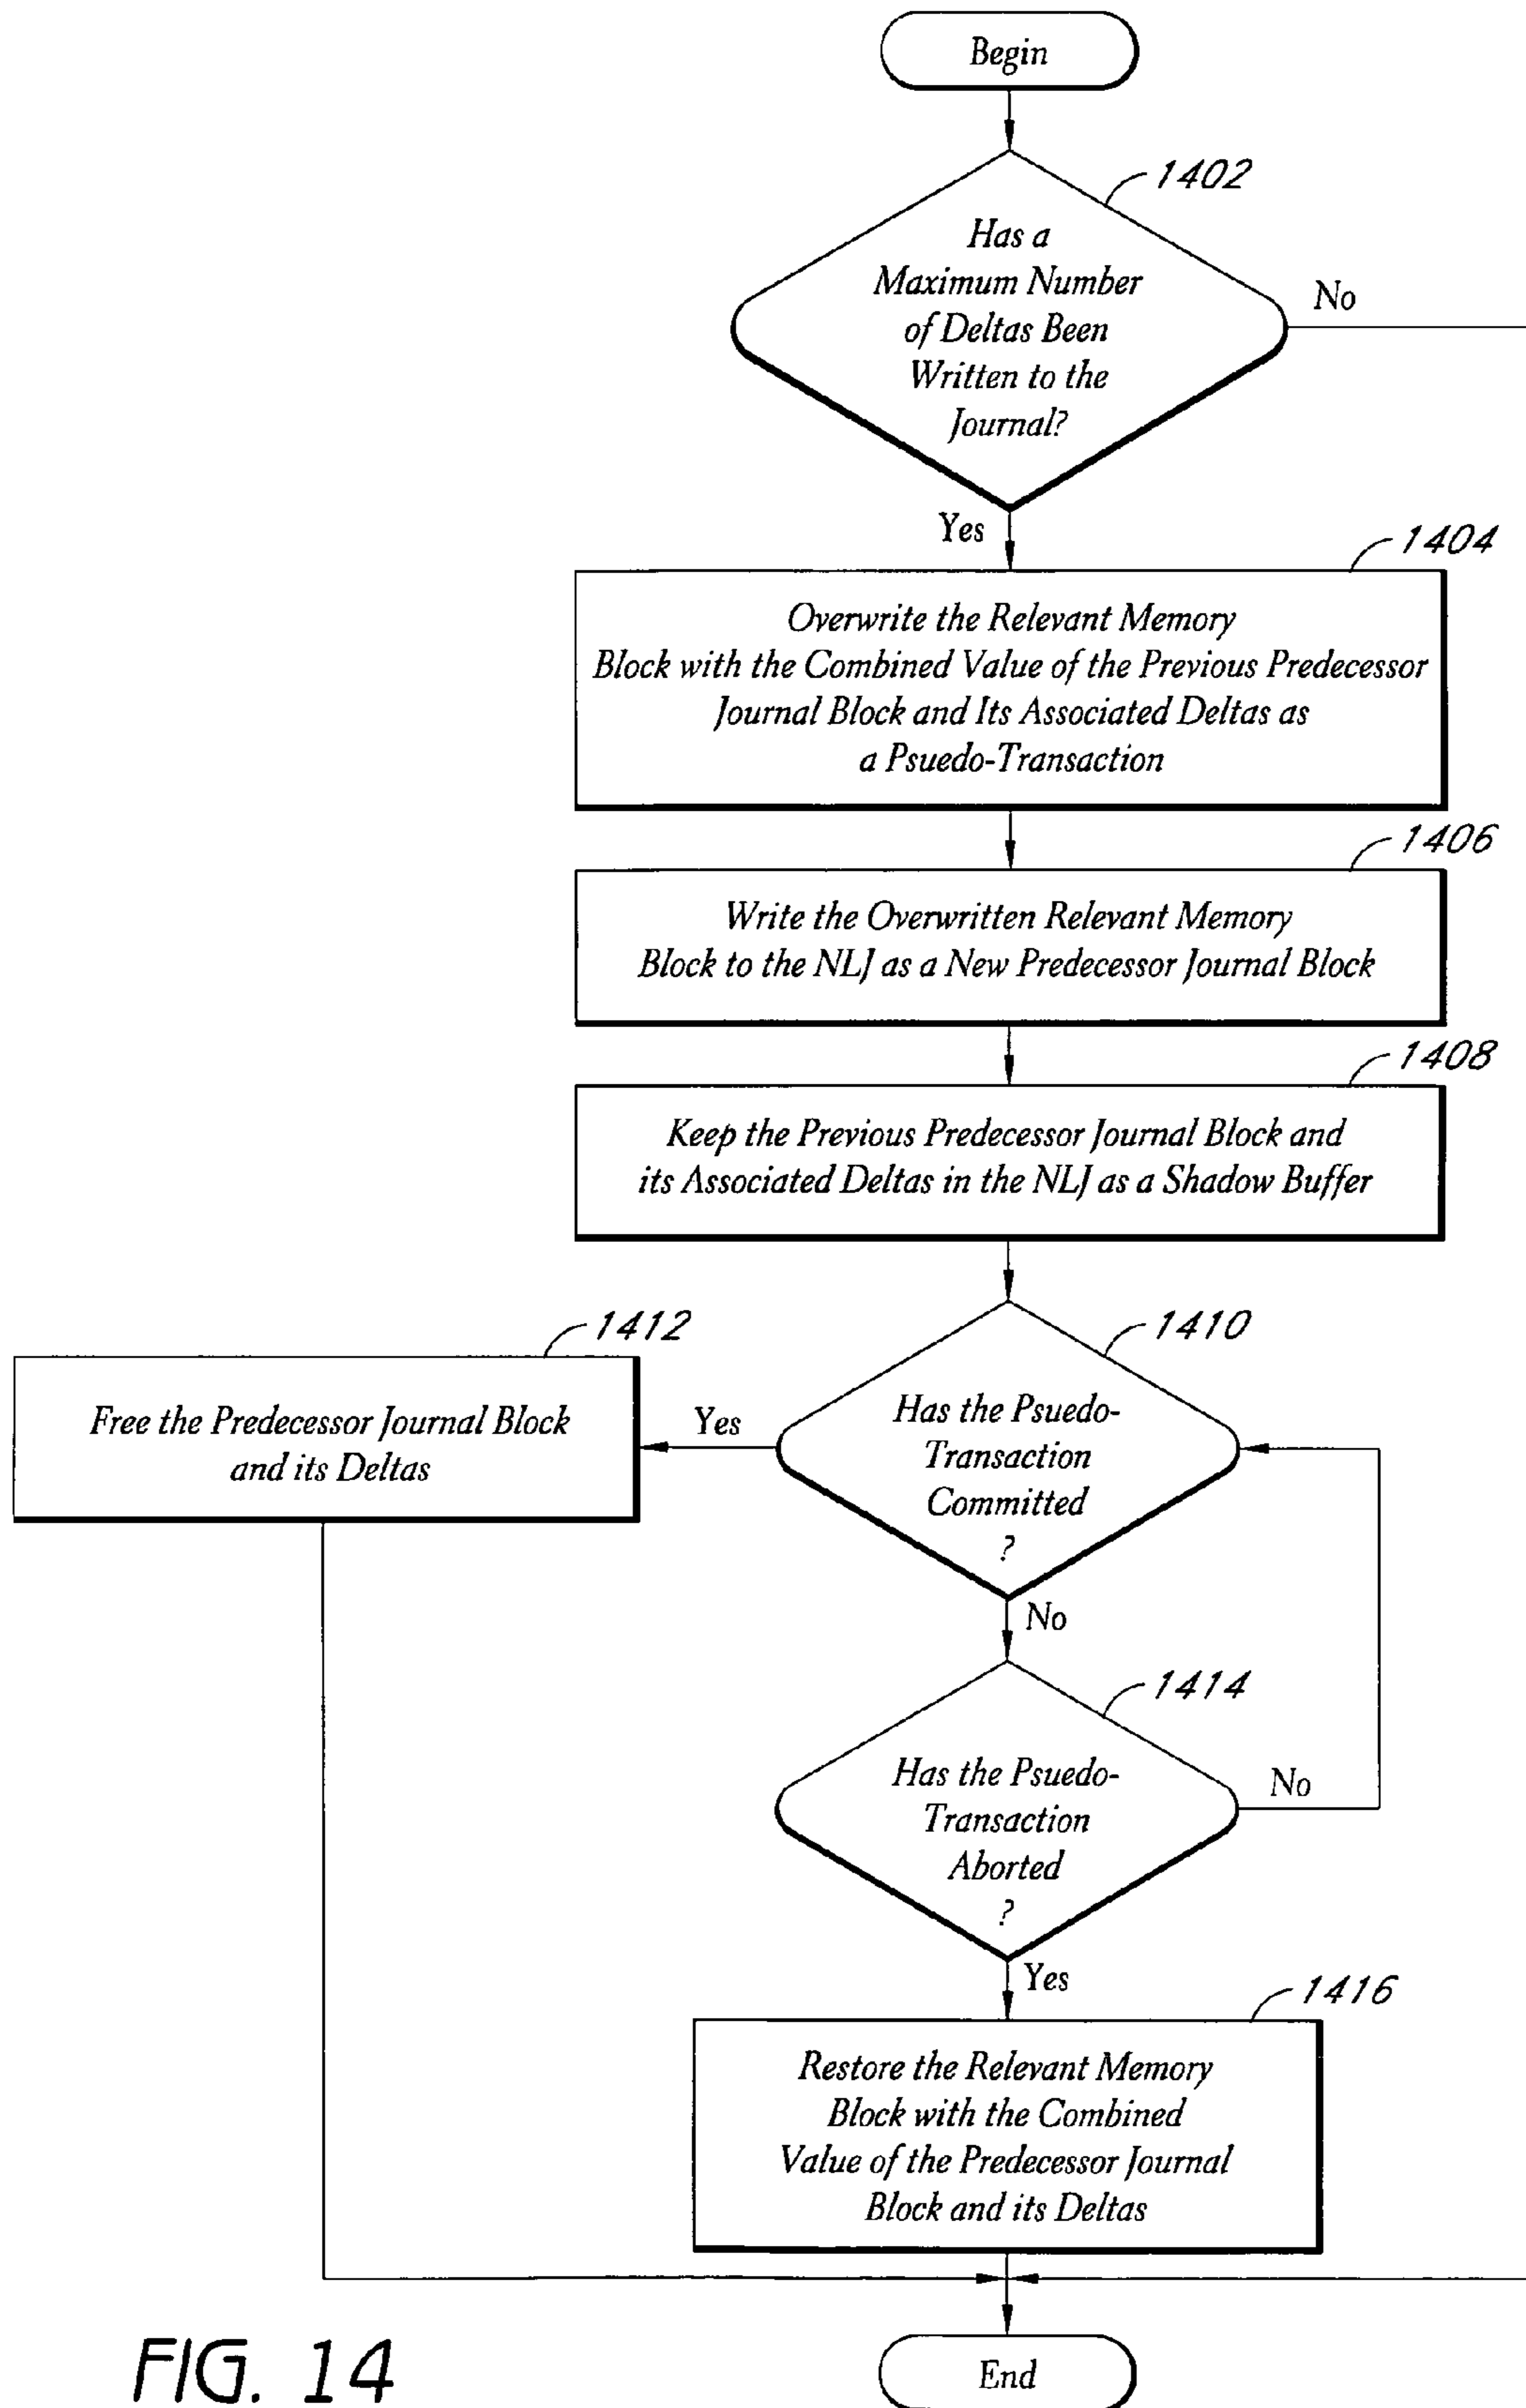 Begin
1402
Has a
Maximum Number
of Deltas Been
Written to the
Journal?
No
Yes
1404
Overwrite the Relevant Memory
Block with the Combined Value of the Previous Predecessor
Journal Block and Its Associated Deltas as
a Psuedo-Transaction
1406
Write the Overwritten Relevant Memory
Block to the NLJ as a New Predecessor Journal Block
1408
Keep the Previous Predecessor Journal Block and
its Associated Deltas in the NLJ as a Shadow Buffer
1412
Free the Predecessor Journal Block
and its Deltas
Yes
1410
Has the Psuedo-
Transaction
Committed
?
No
1414
Has the Psuedo-
Transaction
Aborted
?
No
Yes
1416
Restore the Relevant Memory
Block with the Combined
Value of the Predecessor Journal
Block and its Deltas
End
FIG. 14